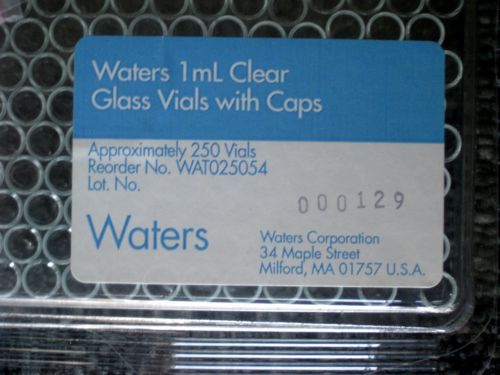 Waters 1mL Clear
Glass Vials with Caps
Approximately 250 Vials
Reorder No. WAT025054
Lot. No.
000129
Waters
Waters Corporation
34 Maple Street
Milford, MA 01757 U.S.A.